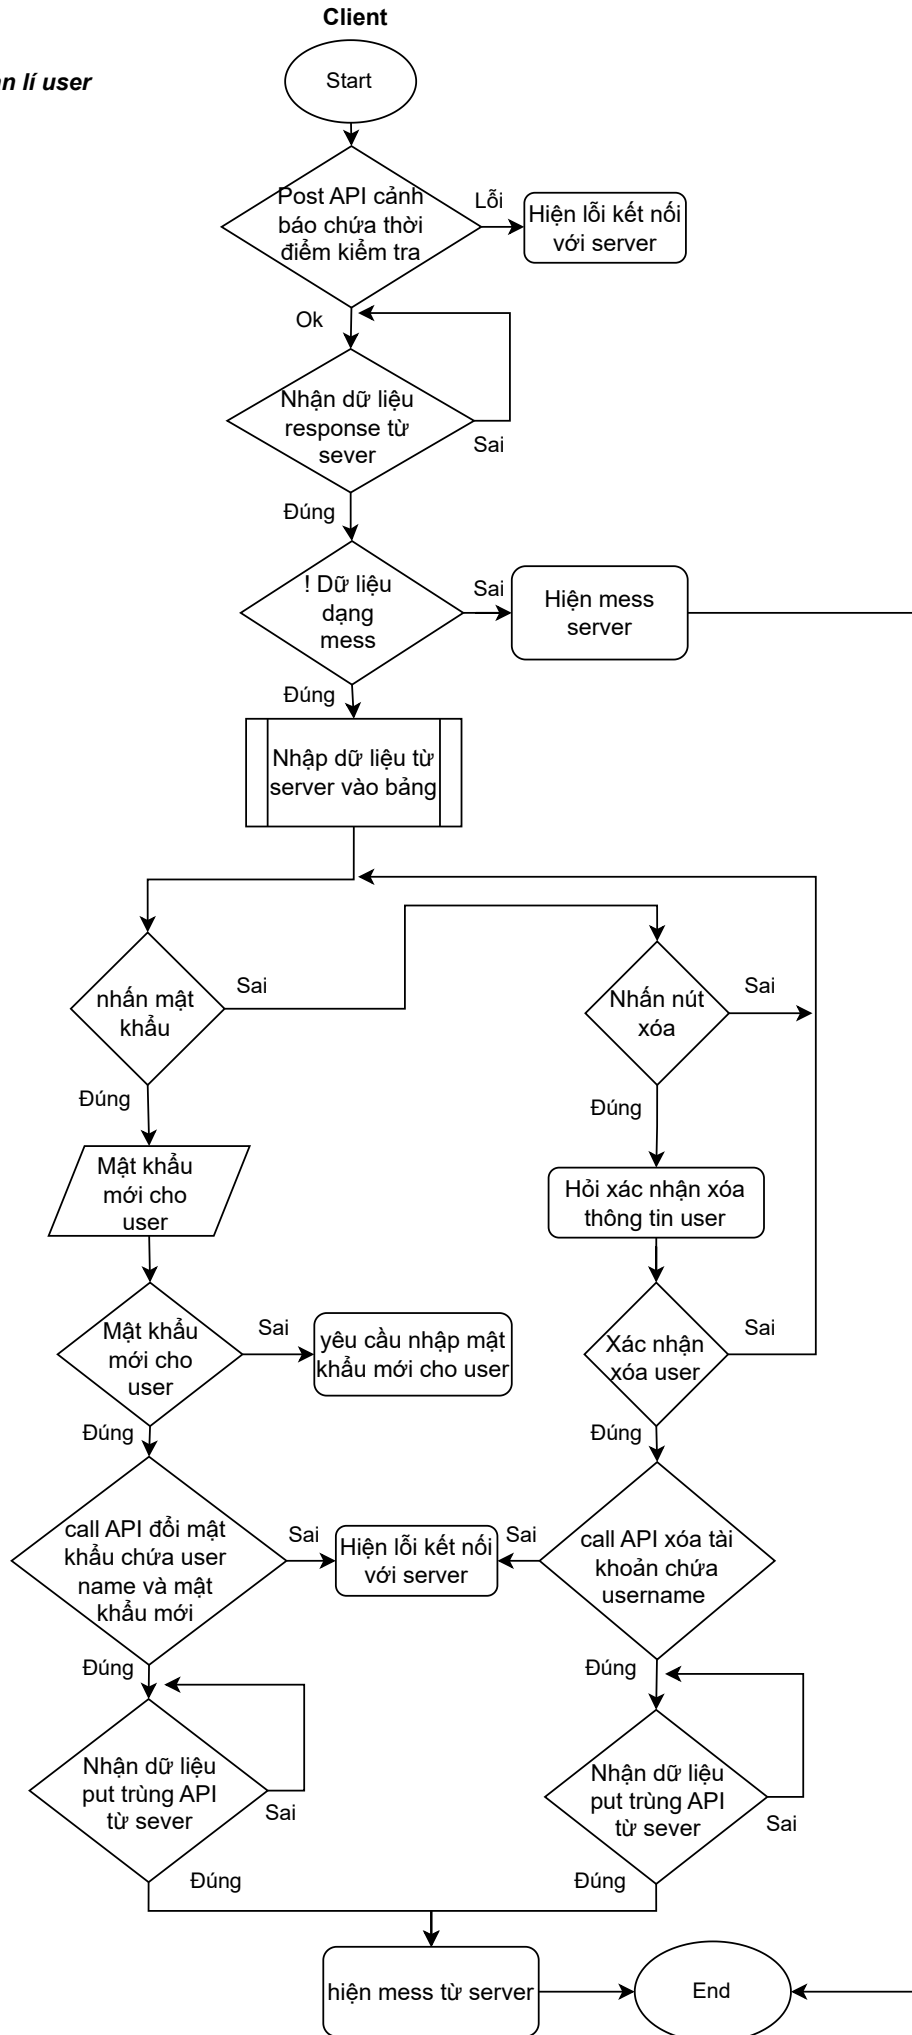 Client
n lí user
Start
Post API cảnh
báo chứa thời
điểm kiểm tra
Lỗi
Hiện lỗi kết nối
với server
Ok
Nhận dữ liệu
response từ
sever
Sai
Đúng
! Dữ liệu
dạng
mess
Sai
Hiện mess
server
Đúng
Nhập dữ liệu từ
server vào bảng
nhấn mật
khẩu
Sai
Nhấn nút
xóa
Sai
Đúng
Đúng
Mật khẩu
mới cho
user
Hỏi xác nhận xóa
thông tin user
Mật khẩu
mới cho
user
Sai
yêu cầu nhập mật
khẩu mới cho user
Xác nhận
xóa user
Sai
Đúng
Đúng
call API đổi mật
khẩu chứa user
name và mật
khẩu mới
Sai
Hiện lỗi kết nối
với server
Sai
call API xóa tài
khoản chứa
username
Đúng
Đúng
Nhận dữ liệu
put trùng API
từ sever
Sai
Nhận dữ liệu
put trùng API
từ sever
Sai
Đúng
Đúng
hiện mess từ server
End